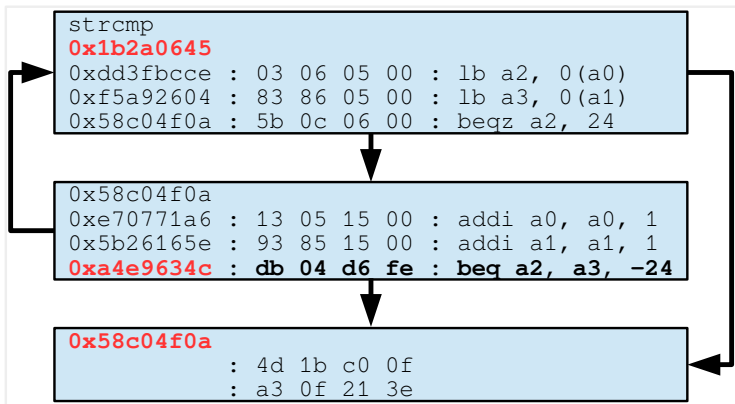 strcmp
0x1b2a0645
0xdd3fbcce : 03 06 05 00 : lb a2, 0(a0)
0xf5a92604 : 83 86 05 00 : lb a3, 0(a1)
0x58c04f0a : 5b 0c 06 00 : beqz a2, 24
0x58c04f0a
0xe70771a6 : 13 05 15 00 : addi a0, a0, 1
0x5b26165e : 93 85 15 00 : addi a1, a1, 1
0xa4e9634c : db 04 d6 fe : beq a2, a3, −24
0x58c04f0a
: 4d 1b c0 0f
: a3 0f 21 3e